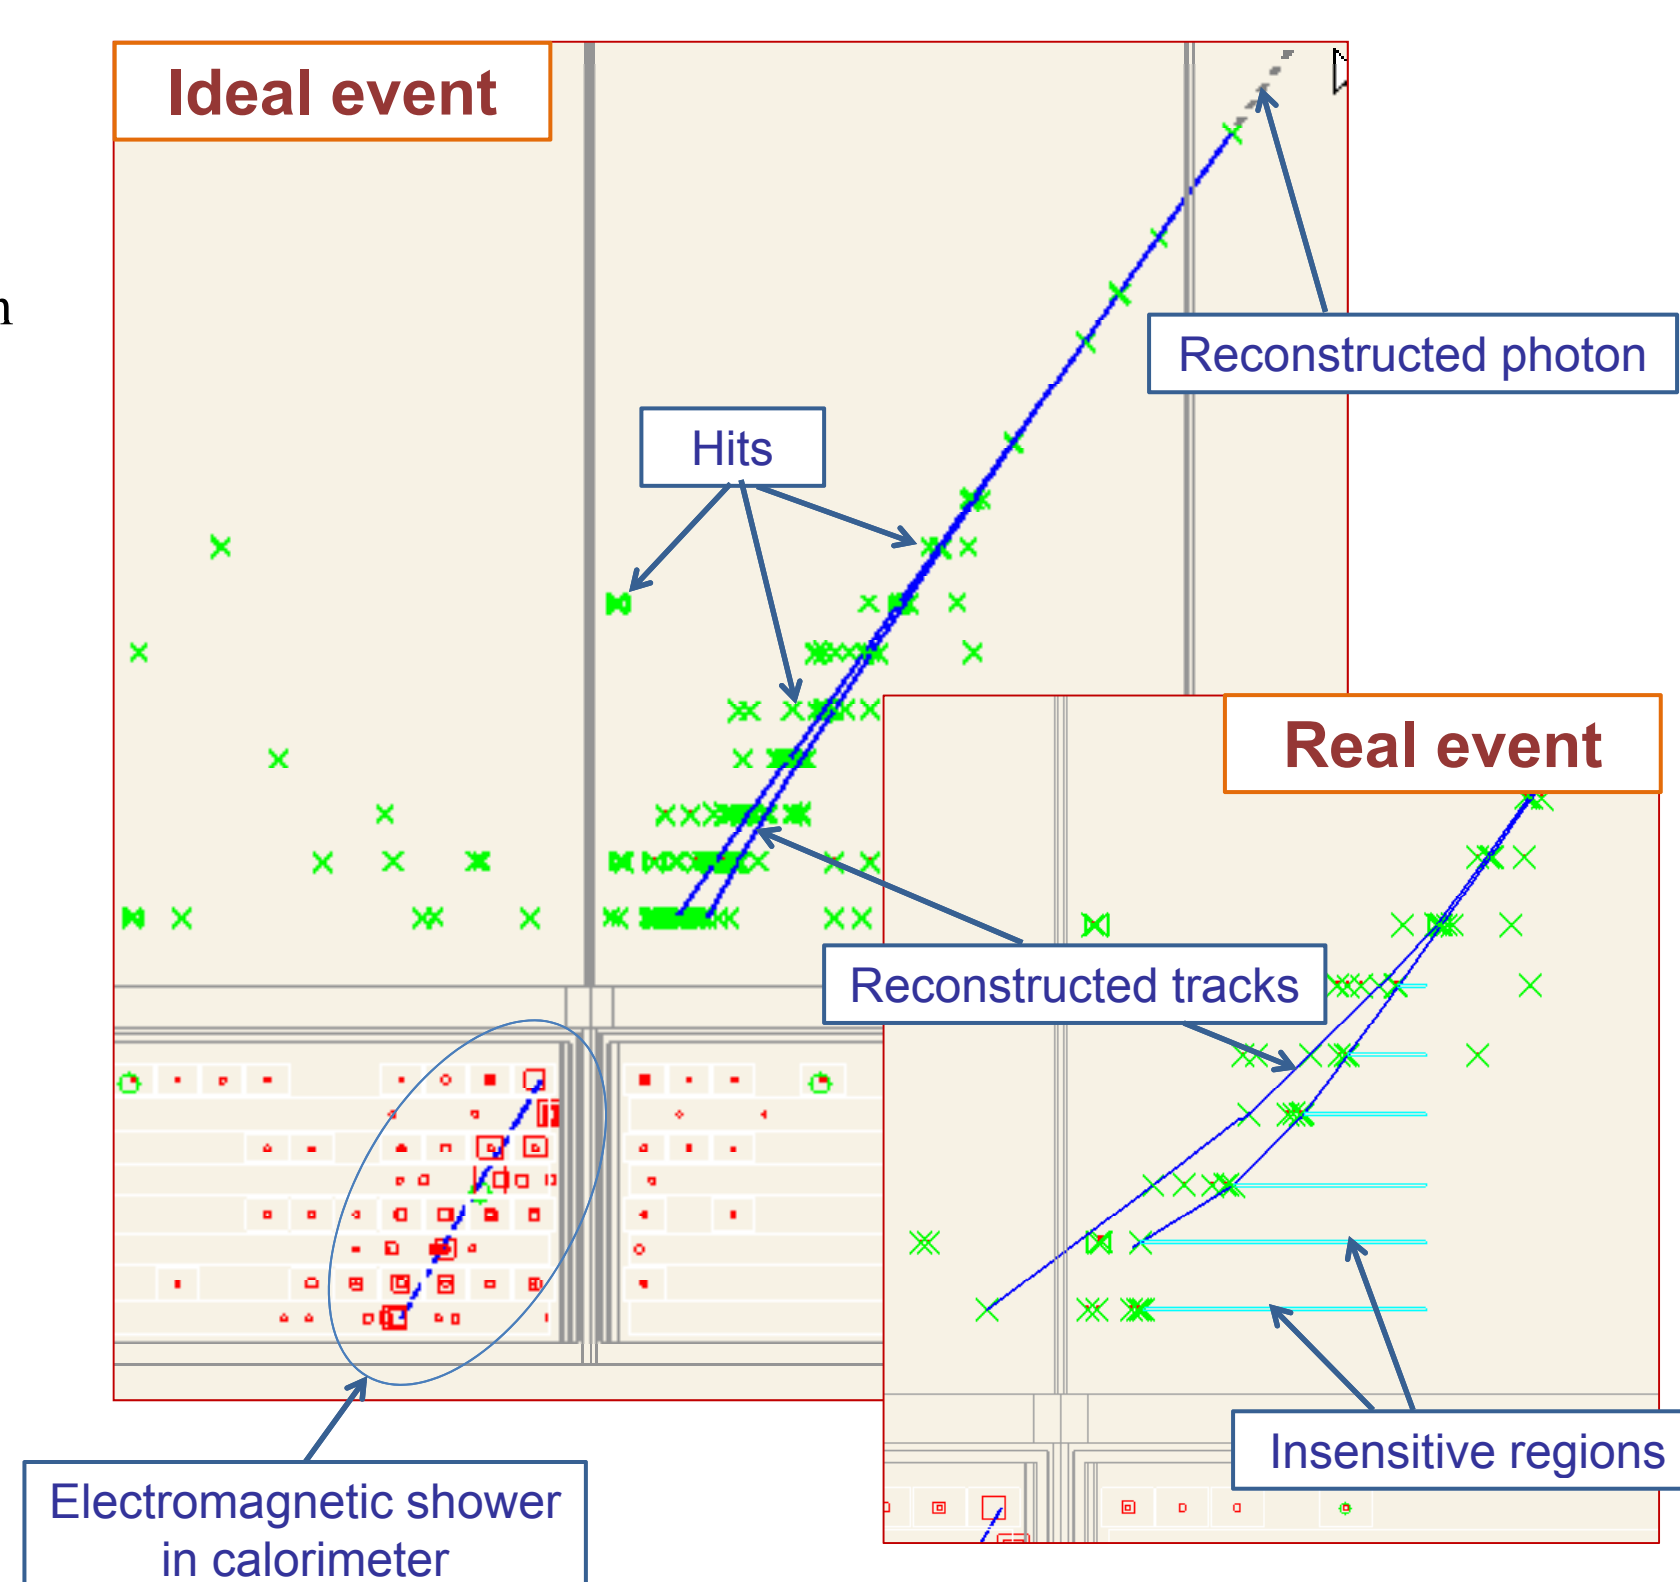 Ideal event
n
Reconstructed photon
Hits
Real event
Reconstructed tracks
Insensitive regions
Electromagnetic shower
in calorimeter